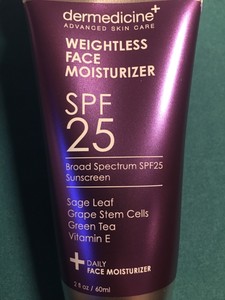 dermedicine+
ADVANCED SKIN CARE
WEIGHTLESS
FACE
MOISTURIZER
SPF
25
Broad Spectrum SPF25
Sunscreen
Sage Leaf
Grape Stem Cells
Green Tea
Vitamin E
+ DAILY
FACE MOISTURIZER
2 fl oz / 60ml